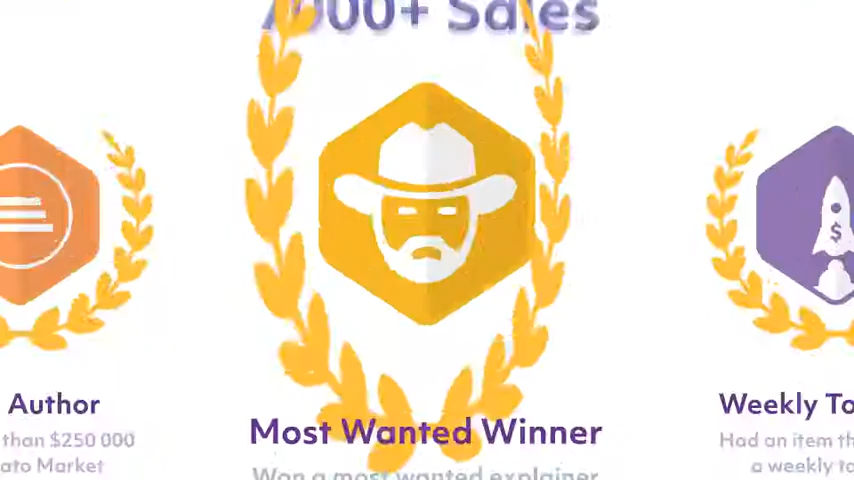 000+ Sales
Author
than $250 000
ato Market
Most Wanted Winner
Won a most wanted explainer
Weekly To
Had an item th
a weekly to
$